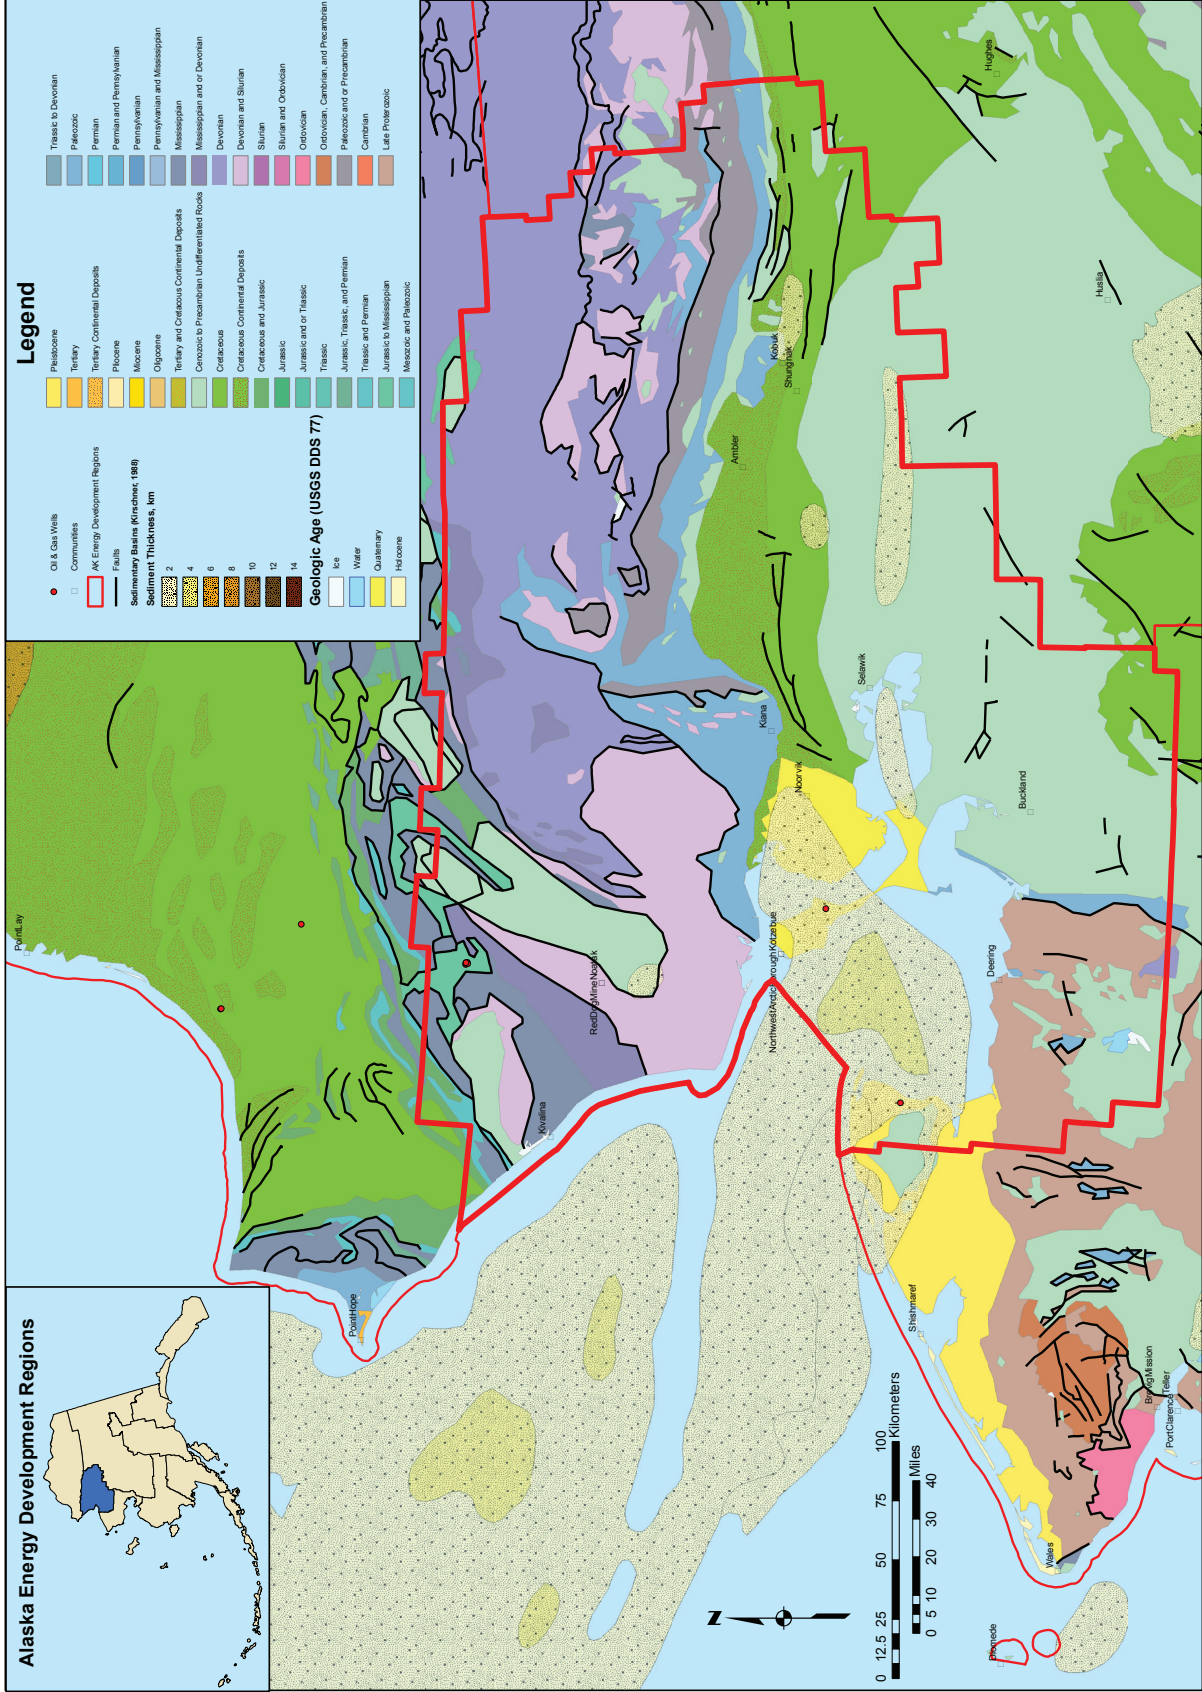 Alaska Energy Development Regions
Legend
Oil & Gas Wells
Communities
AK Energy Development Regions
Faults
Sedimentary Basins (Kirschner, 1988)
Sediment Thickness, km
2
4
6
8
10
12
14
Geologic Age (USGS DDS 77)
Ice
Water
Quaternary
Holocene
Pleistocene
Tertiary
Tertiary Continental Deposits
Pliocene
Miocene
Oligocene
Tertiary and Cretacous Continental Deposits
Cenozoic to Precambrian Undifferentiated Rocks
Cretaceous
Cretaceous Continental Deposits
Cretaceous and Jurassic
Jurassic
Jurassic and or Triassic
Triassic
Jurassic, Triassic, and Permian
Triassic and Permian
Jurassic to Mississippian
Mesozoic and Paleozoic
Triassic to Devonian
Paleozoic
Permian
Permian and Pennsylvanian
Pennsylvanian
Pennsylvanian and Mississippian
Mississippian
Mississippian and or Devonian
Devonian
Devonian and Silurian
Silurian
Silurian and Ordovician
Ordovician
Ordovician, Cambrian, and Precambrian
Paleozoic and or Precambrian
Cambrian
Late Proterozoic
PointLay
PointHope
Kivalina
RedDogMineNoatak
NorthwestArcticBoroughKotzebue
Noorvik
Kiana
Selawik
Ambler
Shungnak
Kobuk
Hughes
Huslia
Buckland
Deering
Shishmaref
Wales
Diomede
BrevigMission
PortClarenceTeller
N
0 12.5 25 50 75 100
Kilometers
0 5 10 20 30 40
Miles